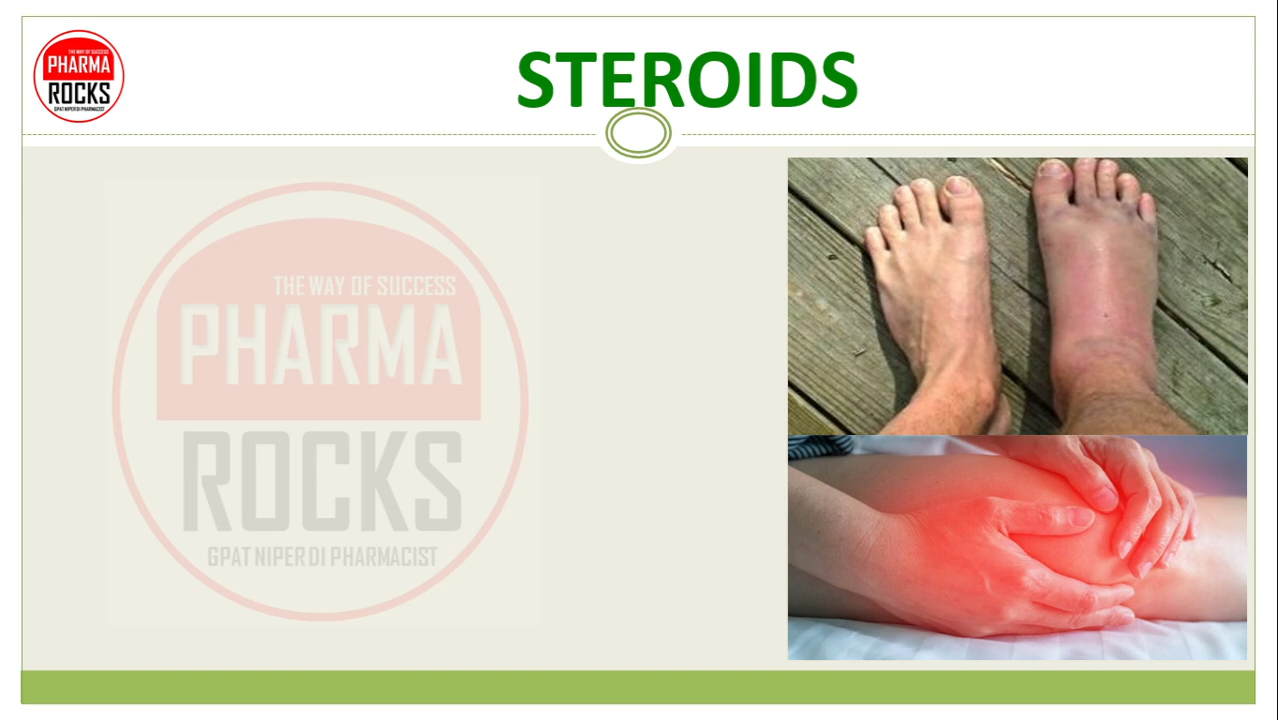 THE WAY OF SUCCESS
PHARMA
ROCKS
GPAT NIPER DI PHARMACIST
STEROIDS
THE WAY OF SUCCESS
PHARMA
ROCKS
GPAT NIPER DI PHARMACIST